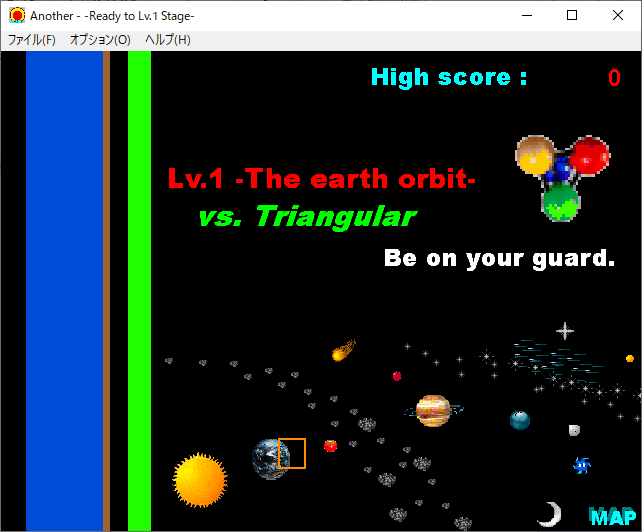 Another - -Ready to Lv.1 Stage-
ファイル(F) オプション(O) ヘルプ(H)
High score : 0
Lv.1 -The earth orbit-
vs. Triangular
Be on your guard.
MAP